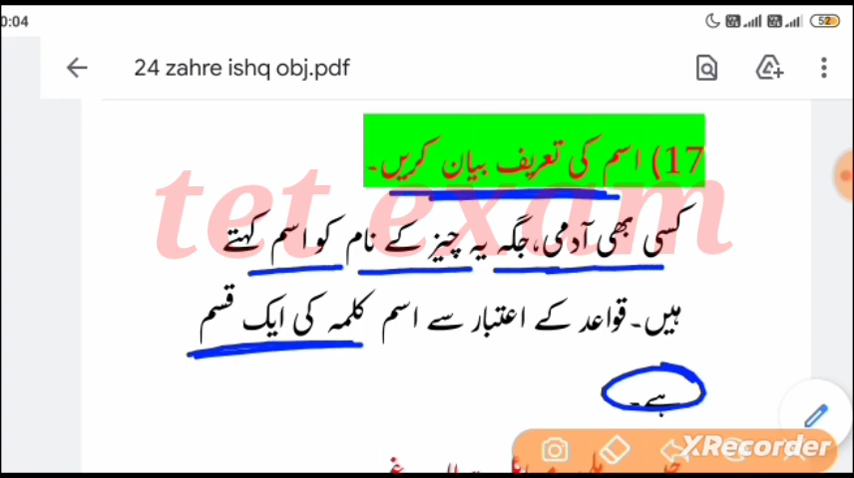 0:04
52
24 zahre ishq obj.pdf
17) اسم کی تعریف بیان کریں۔
tet exam
کسی بھی آدمی،جگہ یہ چیز کے نام کو اسم کہتے
ہیں۔قواعد کے اعتبار سے اسم کلمہ کی ایک قسم
ہے۔
XRecorder